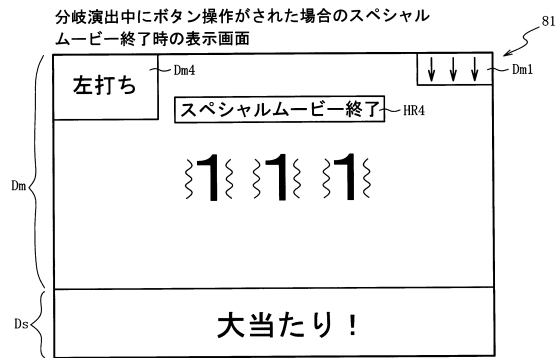 分岐演出中にボタン操作がされた場合のスペシャル
ムービー終了時の表示画面
81
左打ち
Dm4
↓ ↓ ↓
Dm1
スペシャルムービー終了
HR4
1 1 1
Dm
Ds
大当たり！